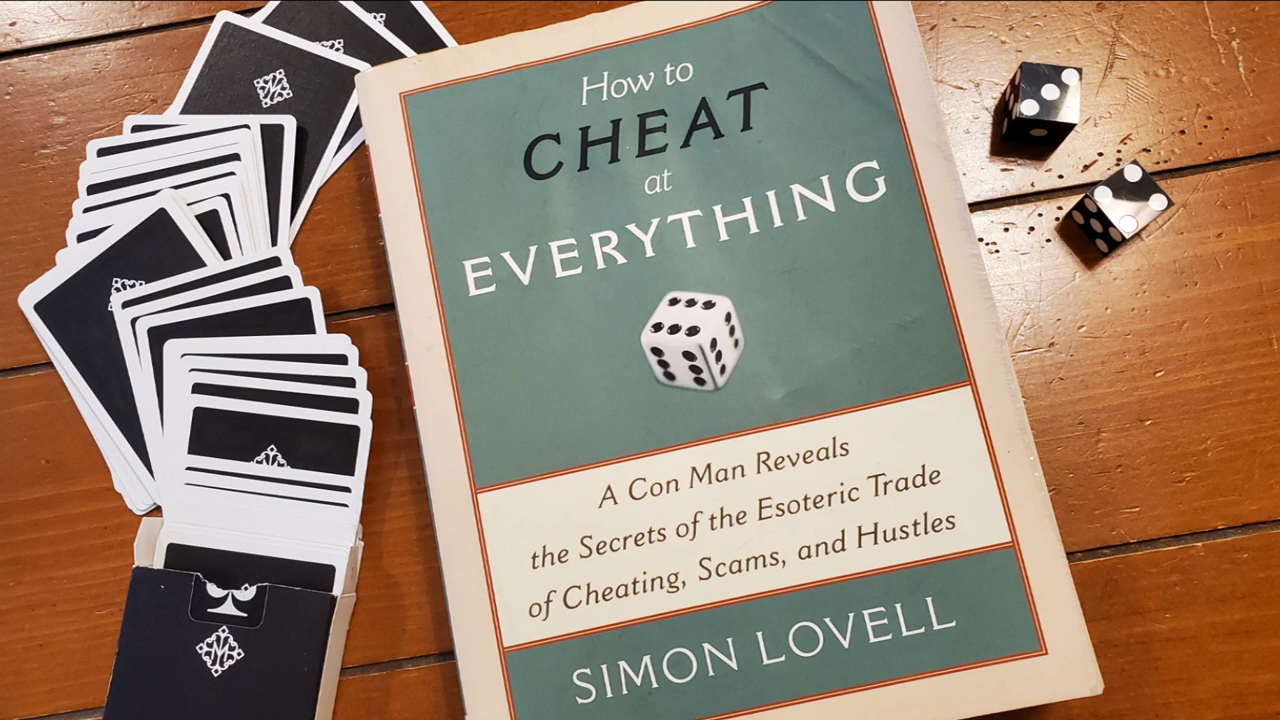 How to
CHEAT
at
EVERYTHING
A Con Man Reveals
the Secrets of the Esoteric Trade
of Cheating, Scams, and Hustles
SIMON LOVELL